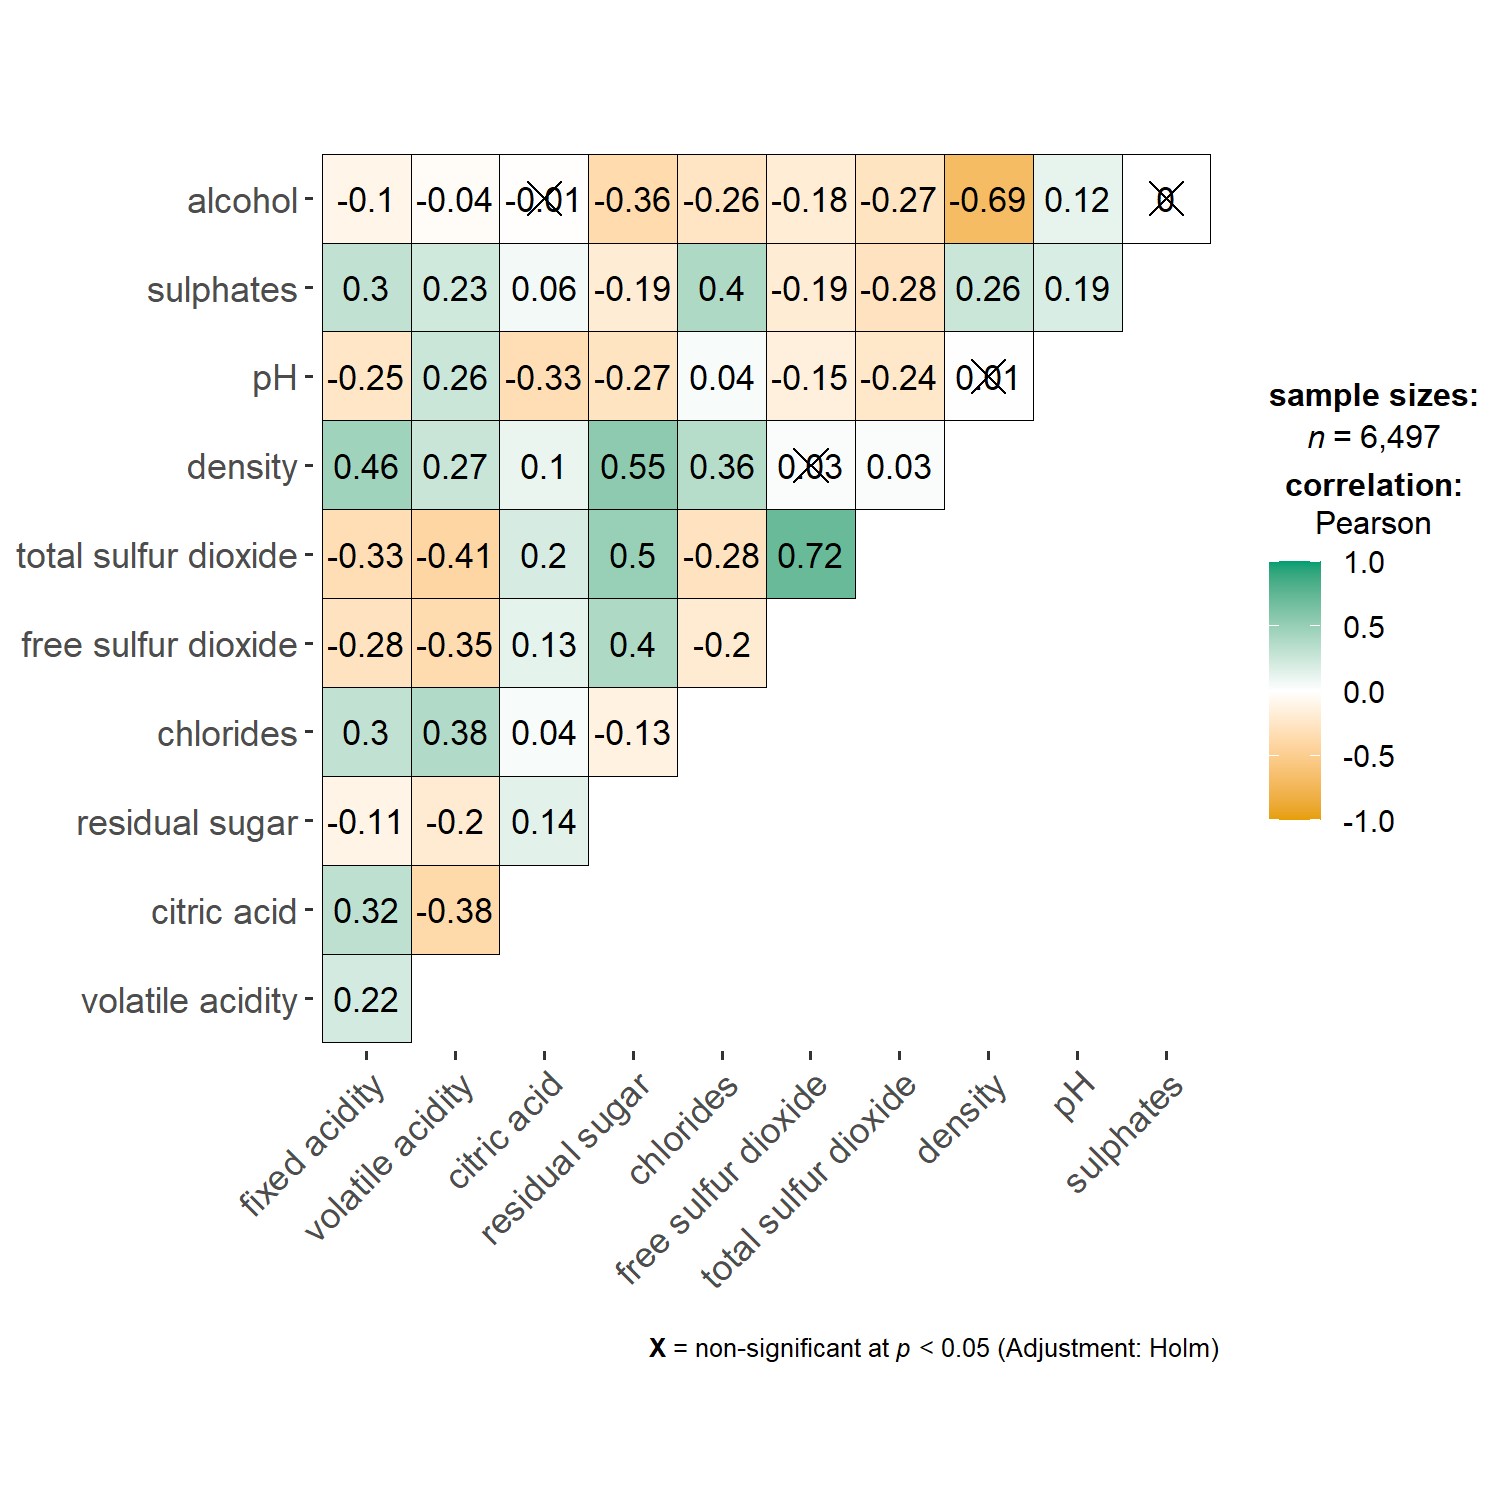 alcohol -0.1 -0.04 -0.01 -0.36 -0.26 -0.18 -0.27 -0.69 0.12 0
sulphates 0.3 0.23 0.06 -0.19 0.4 -0.19 -0.28 0.26 0.19
pH -0.25 0.26 -0.33 -0.27 0.04 -0.15 -0.24 0.01
density 0.46 0.27 0.1 0.55 0.36 0.03 0.03
total sulfur dioxide -0.33 -0.41 0.2 0.5 -0.28 0.72
free sulfur dioxide -0.28 -0.35 0.13 0.4 -0.2
chlorides 0.3 0.38 0.04 -0.13
residual sugar -0.11 -0.2 0.14
citric acid 0.32 -0.38
volatile acidity 0.22
fixed acidity
volatile acidity
citric acid
residual sugar
chlorides
free sulfur dioxide
total sulfur dioxide
density
pH
sulphates
sample sizes:
n = 6,497
correlation:
Pearson
1.0
0.5
0.0
-0.5
-1.0
X = non-significant at p < 0.05 (Adjustment: Holm)